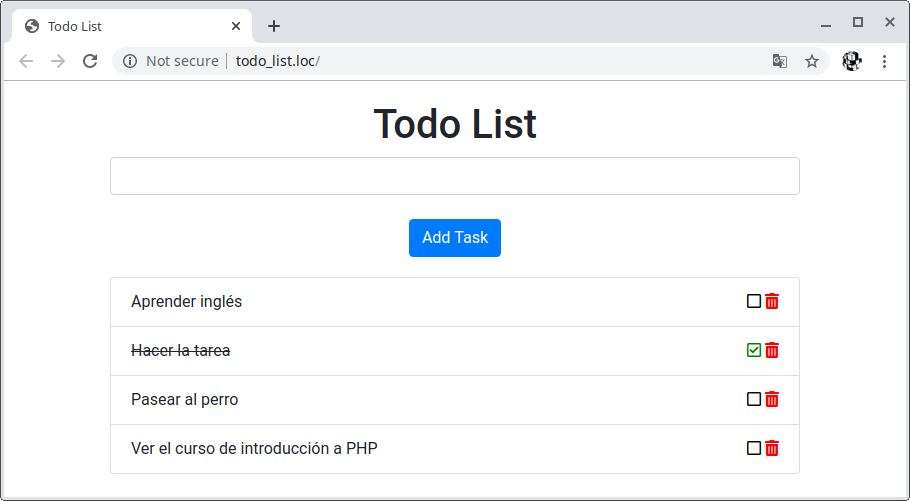 Todo List
Not secure | todo_list.loc/
Todo List
Add Task
Aprender inglés
Hacer la tarea
Pasear al perro
Ver el curso de introducción a PHP